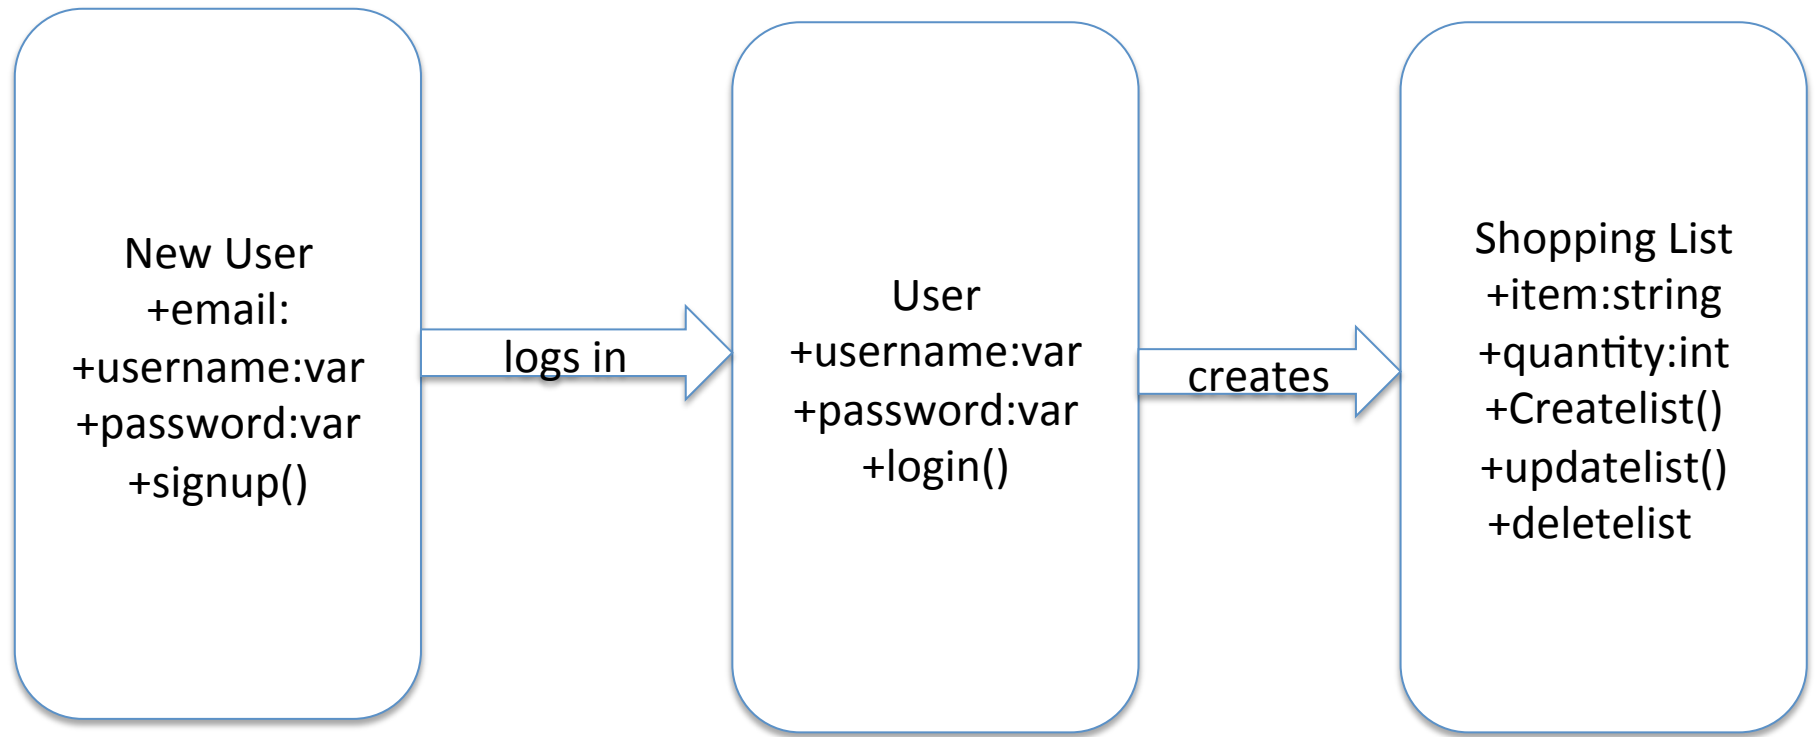 New User
+email:
+username:var
+password:var
+signup()
logs in
User
+username:var
+password:var
+login()
creates
Shopping List
+item:string
+quantity:int
+Createlist()
+updatelist()
+deletelist